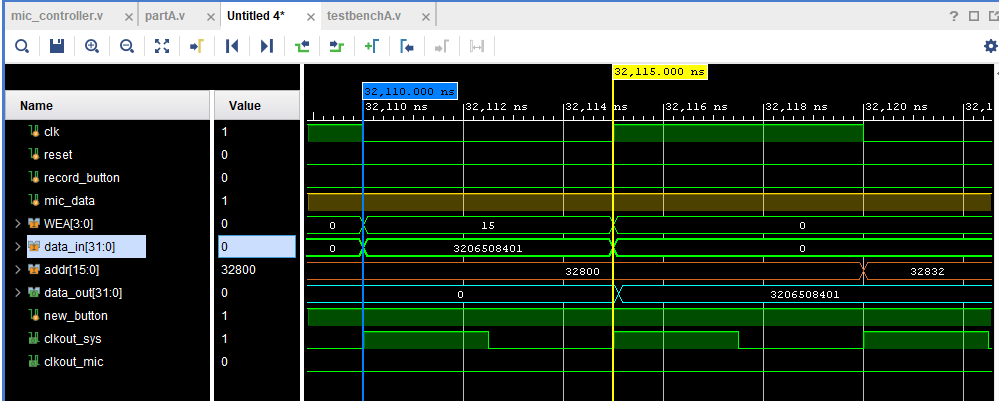 mic_controller.v × partA.v × Untitled 4* × testbenchA.v × ?
32,115.000 ns
32,110.000 ns
Name Value 32,110 ns 32,112 ns 32,114 ns 32,116 ns 32,118 ns 32,120 ns 32,1
clk 1
reset 0
record_button 0
mic_data 1
WEA[3:0] 0 0 15 0
data_in[31:0] 0 0 3206508401 0
addr[15:0] 32800 32800 32832
data_out[31:0] 0 0 3206508401
new_button 1
clkout_sys 1
clkout_mic 0